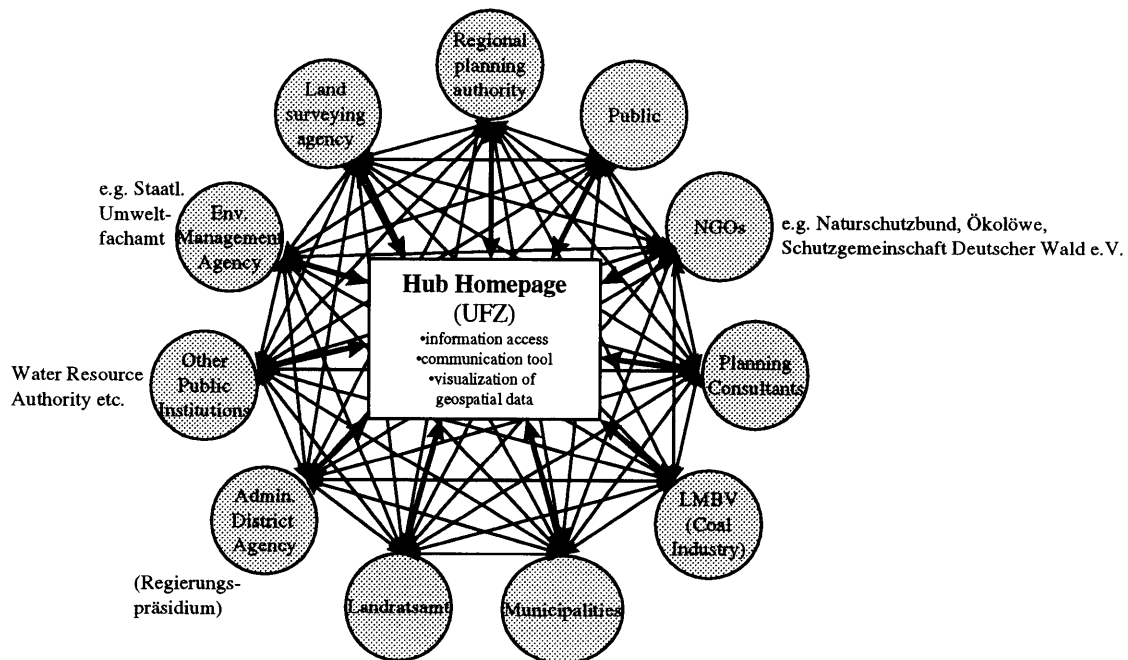 Regional
planning
authority
Land
surveying
agency
Public
e.g. Staatl.
Umwelt-
fachamt
Env.
Management
Agency
NGOs
e.g. Naturschutzbund, Ökolöwe,
Schutzgemeinschaft Deutscher Wald e.V.
Hub Homepage
(UFZ)
•information access
•communication tool
•visualization of
geospatial data
Water Resource
Authority etc.
Other
Public
Institutions
Planning
Consultants
Admin.
District
Agency
LMBV
(Coal
Industry)
(Regierungs-
präsidium)
Landratsamt
Municipalities